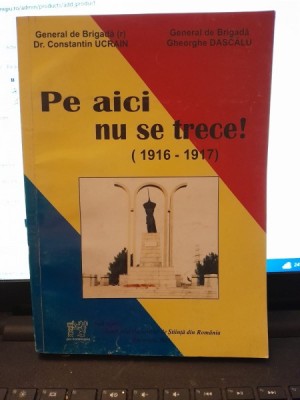 General de Brigadă (r)
Dr. Constantin UCRAIN
General de Brigadă
Gheorghe DASCĂLU
Pe aici
nu se trece!
( 1916 - 1917)
Știință din România